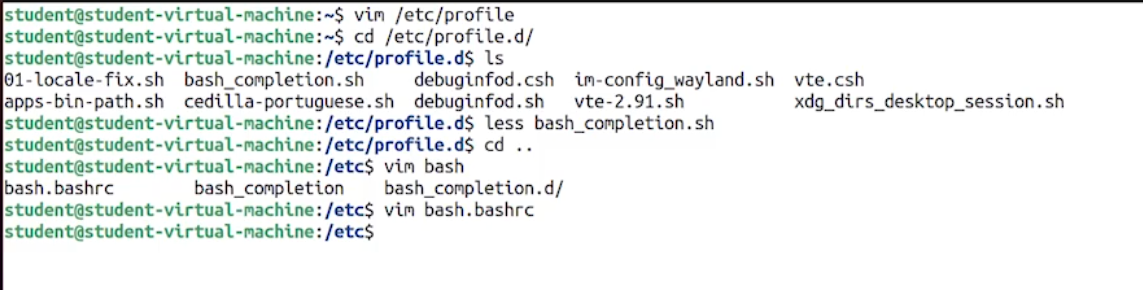 student@student-virtual-machine:~$ vim /etc/profile
student@student-virtual-machine:~$ cd /etc/profile.d/
student@student-virtual-machine:/etc/profile.d$ ls
01-locale-fix.sh  bash_completion.sh     debuginfod.csh  im-config_wayland.sh  vte.csh
apps-bin-path.sh  cedilla-portuguese.sh  debuginfod.sh   vte-2.91.sh           xdg_dirs_desktop_session.sh
student@student-virtual-machine:/etc/profile.d$ less bash_completion.sh
student@student-virtual-machine:/etc/profile.d$ cd ..
student@student-virtual-machine:/etc$ vim bash
bash.bashrc        bash_completion    bash_completion.d/
student@student-virtual-machine:/etc$ vim bash.bashrc
student@student-virtual-machine:/etc$